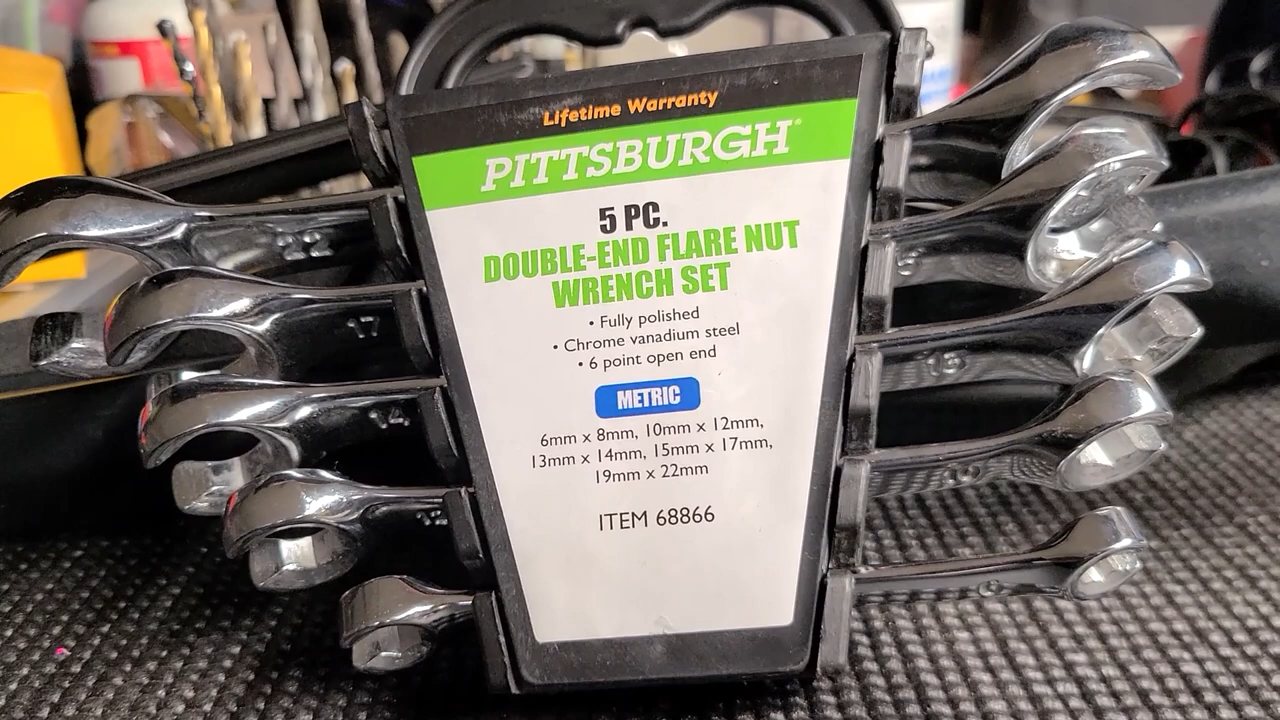 Lifetime Warranty
PITTSBURGH®
5 PC.
DOUBLE-END FLARE NUT
WRENCH SET
• Fully polished
• Chrome vanadium steel
• 6 point open end
METRIC
6mm x 8mm, 10mm x 12mm,
13mm x 14mm, 15mm x 17mm,
19mm x 22mm
ITEM 68866
22
17
14
12
15
13
10